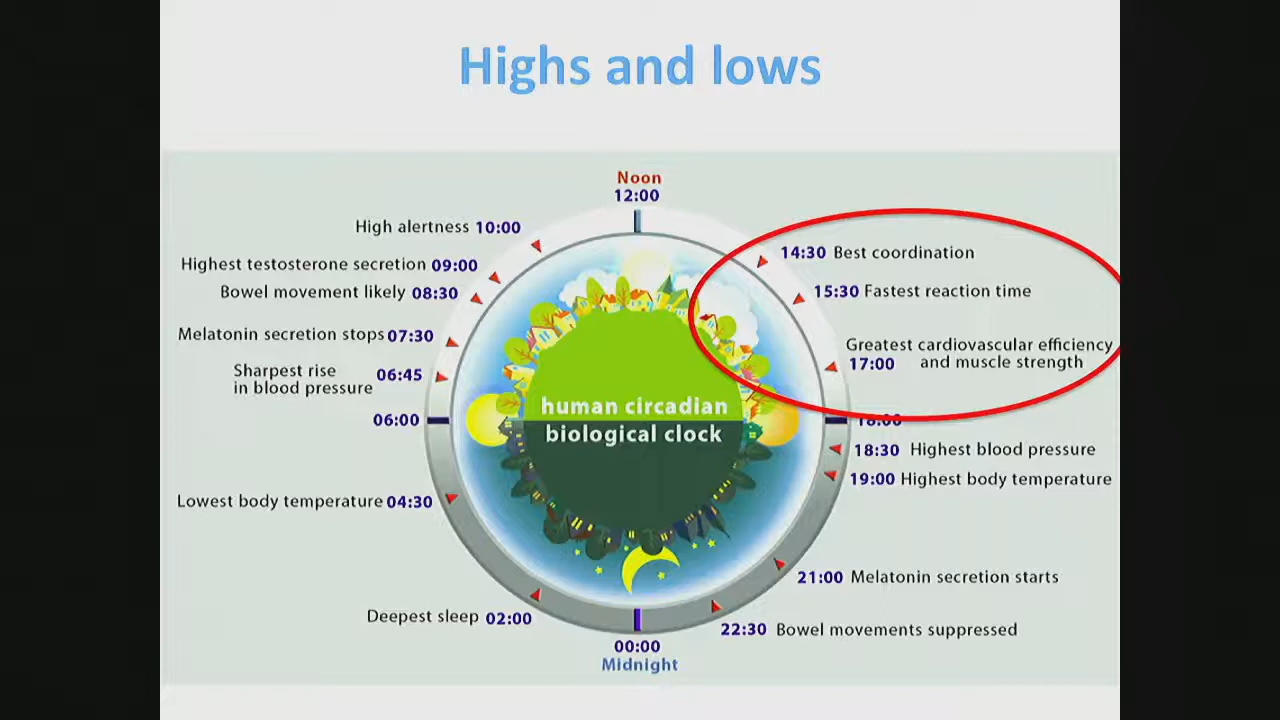 Highs and lows
Noon
12:00
High alertness 10:00
Highest testosterone secretion 09:00
Bowel movement likely 08:30
Melatonin secretion stops 07:30
Sharpest rise
in blood pressure 06:45
06:00
Lowest body temperature 04:30
Deepest sleep 02:00
14:30 Best coordination
15:30 Fastest reaction time
Greatest cardiovascular efficiency
17:00 and muscle strength
18:00
18:30 Highest blood pressure
19:00 Highest body temperature
21:00 Melatonin secretion starts
22:30 Bowel movements suppressed
human circadian
biological clock
00:00
Midnight